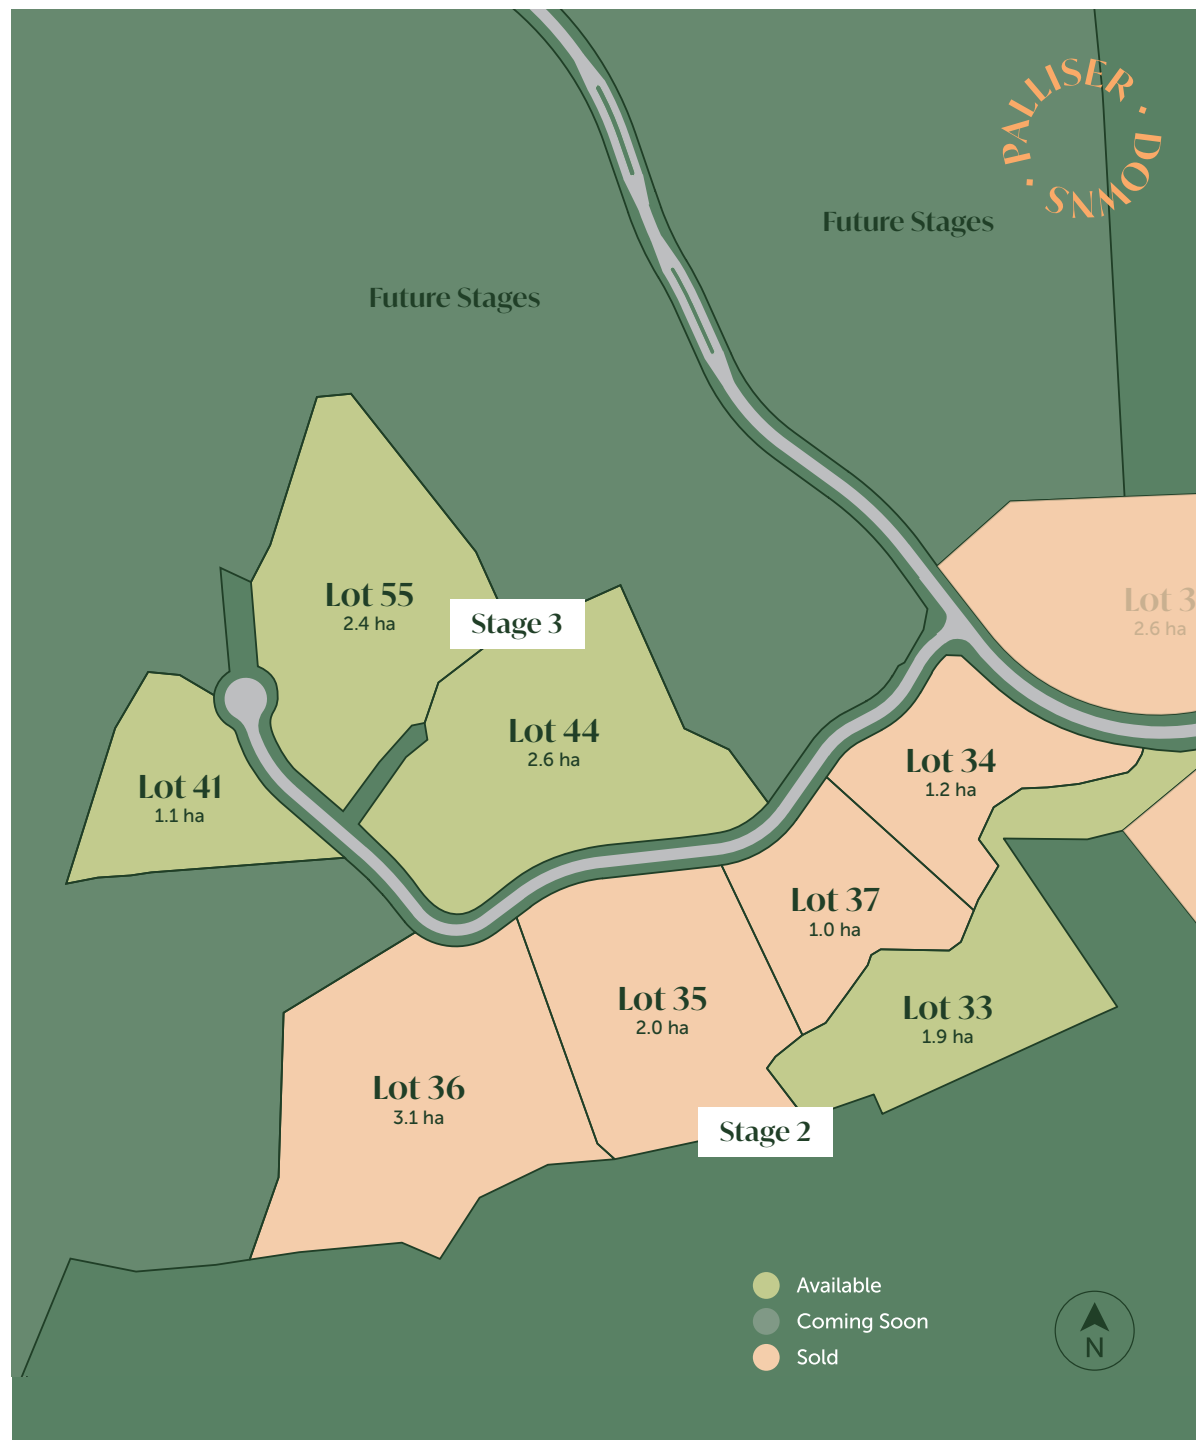 PALLISER · DOWNS ·
Future Stages
Future Stages
Lot 55
2.4 ha
Stage 3
Lot 3
2.6 ha
Lot 44
2.6 ha
Lot 41
1.1 ha
Lot 34
1.2 ha
Lot 37
1.0 ha
Lot 35
2.0 ha
Lot 33
1.9 ha
Lot 36
3.1 ha
Stage 2
Available
Coming Soon
Sold
N